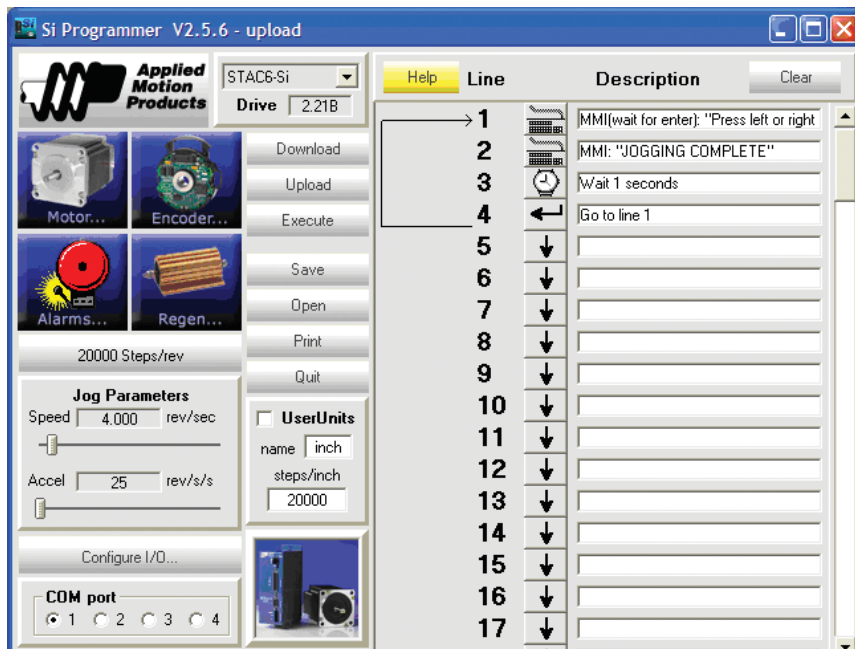 Si Programmer V2.5.6 - upload
Applied
Motion
Products
STAC6-Si
Drive 2.21B
Motor...
Encoder...
Alarms...
Regen...
20000 Steps/rev
Jog Parameters
Speed 4.000 rev/sec
Accel 25 rev/s/s
Configure I/O...
COM port
1 2 3 4
Download
Upload
Execute
Save
Open
Print
Quit
UserUnits
name inch
steps/inch
20000
Help Line Description Clear
1 MMI(wait for enter): "Press left or right
2 MMI: "JOGGING COMPLETE"
3 Wait 1 seconds
4 Go to line 1
5
6
7
8
9
10
11
12
13
14
15
16
17